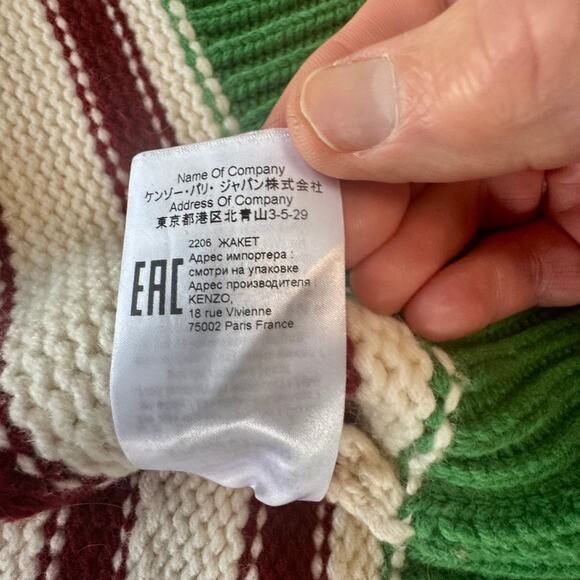 Name Of Company
ケンゾー・パリ・ジャパン株式会社
Address Of Company
東京都港区北青山3-5-29
EAC
2206 ЖАКЕТ
Адрес импортера :
смотри на упаковке
Адрес производителя :
KENZO,
18 rue Vivienne
75002 Paris France